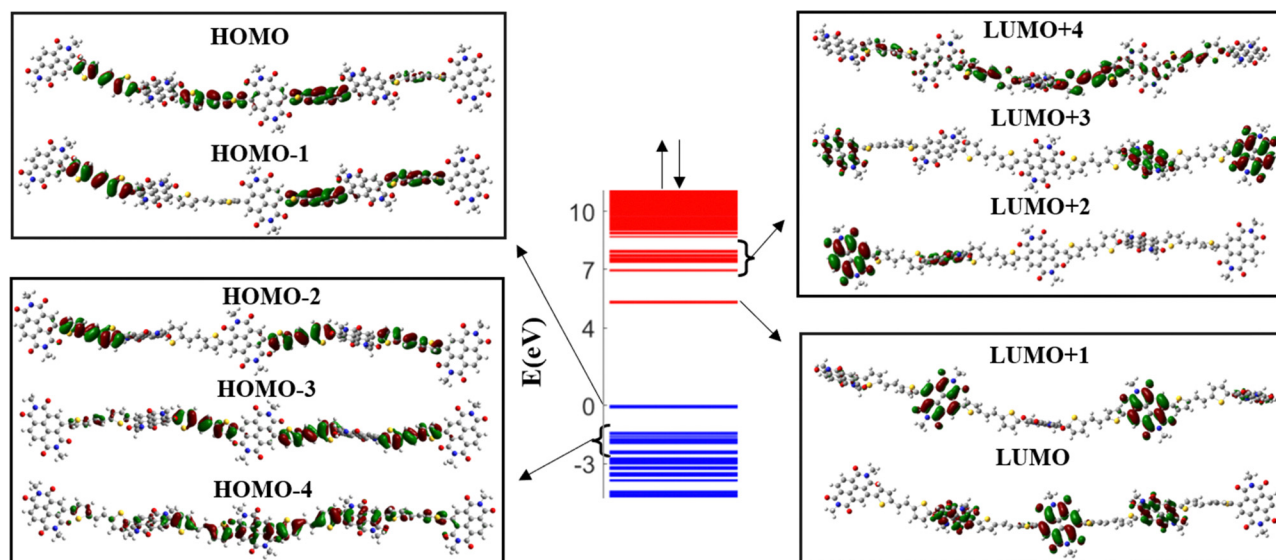 HOMO
HOMO-1
HOMO-2
HOMO-3
HOMO-4
E(eV)
10
7
4
0
-3
LUMO+4
LUMO+3
LUMO+2
LUMO+1
LUMO